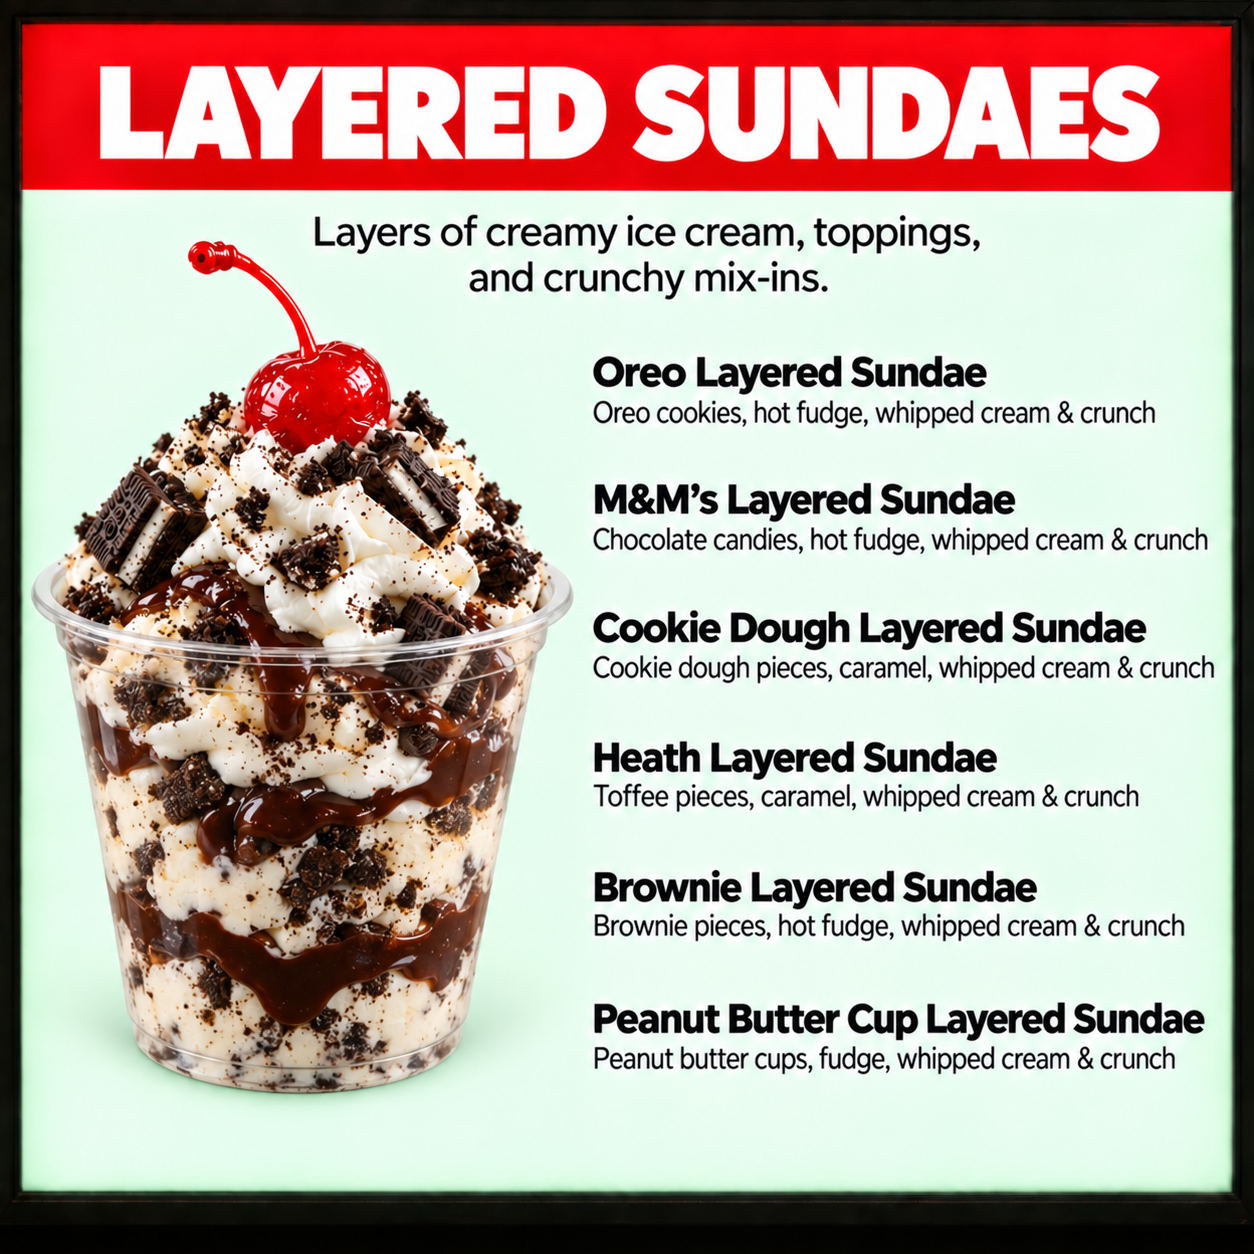 LAYERED SUNDAES
Layers of creamy ice cream, toppings,
and crunchy mix-ins.
Oreo Layered Sundae
Oreo cookies, hot fudge, whipped cream & crunch
M&M’s Layered Sundae
Chocolate candies, hot fudge, whipped cream & crunch
Cookie Dough Layered Sundae
Cookie dough pieces, caramel, whipped cream & crunch
Heath Layered Sundae
Toffee pieces, caramel, whipped cream & crunch
Brownie Layered Sundae
Brownie pieces, hot fudge, whipped cream & crunch
Peanut Butter Cup Layered Sundae
Peanut butter cups, fudge, whipped cream & crunch